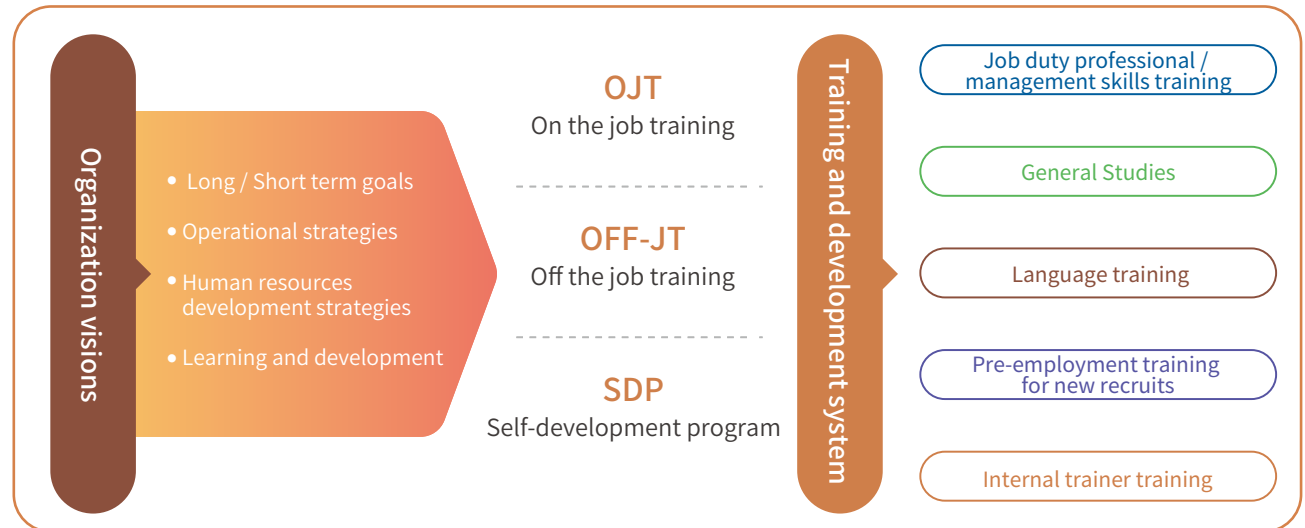 Organization visions
• Long / Short term goals
• Operational strategies
• Human resources
development strategies
• Learning and development
OJT
On the job training
OFF-JT
Off the job training
SDP
Self-development program
Training and development system
Job duty professional /
management skills training
General Studies
Language training
Pre-employment training
for new recruits
Internal trainer training